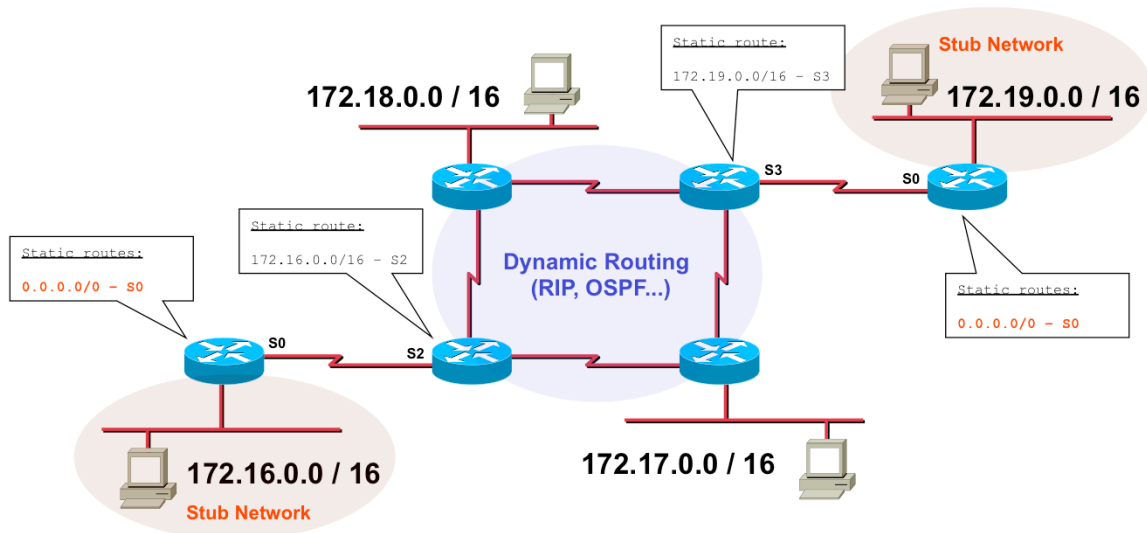 Static route:
172.19.0.0/16 – S3
Stub Network
172.18.0.0 / 16
172.19.0.0 / 16
S3
S0
Static route:
172.16.0.0/16 – S2
Static routes:
0.0.0.0/0 – S0
Dynamic Routing
(RIP, OSPF...)
Static routes:
0.0.0.0/0 – S0
S0
S2
172.16.0.0 / 16
Stub Network
172.17.0.0 / 16